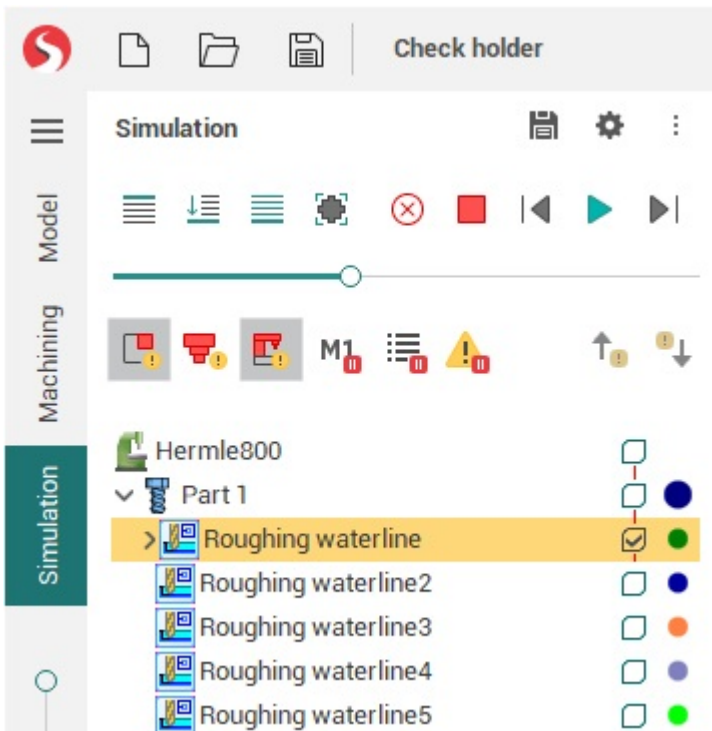 Check holder
Simulation
Model
Machining
Simulation
M1
Hermle800
Part 1
Roughing waterline
Roughing waterline2
Roughing waterline3
Roughing waterline4
Roughing waterline5